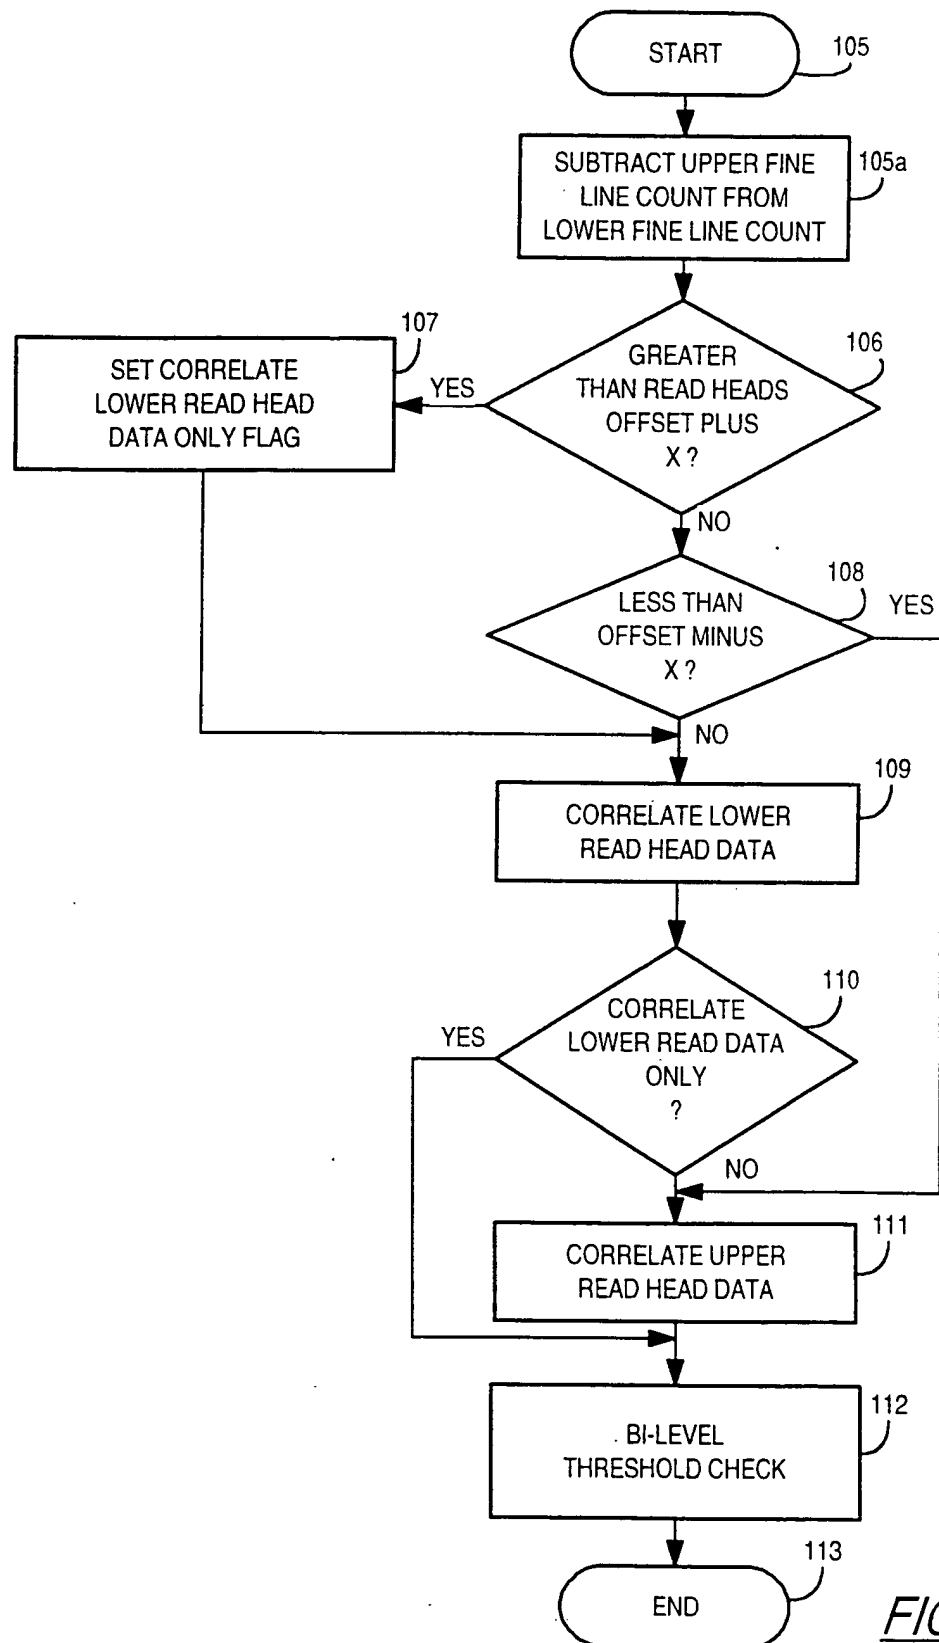 START
105
SUBTRACT UPPER FINE
LINE COUNT FROM
LOWER FINE LINE COUNT
105a
107
SET CORRELATE
LOWER READ HEAD
DATA ONLY FLAG
YES
GREATER
THAN READ HEADS
OFFSET PLUS
X ?
106
NO
LESS THAN
OFFSET MINUS
X ?
108
YES
NO
109
CORRELATE LOWER
READ HEAD DATA
110
CORRELATE
LOWER READ DATA
ONLY
?
YES
NO
111
CORRELATE UPPER
READ HEAD DATA
112
BI-LEVEL
THRESHOLD CHECK
113
END